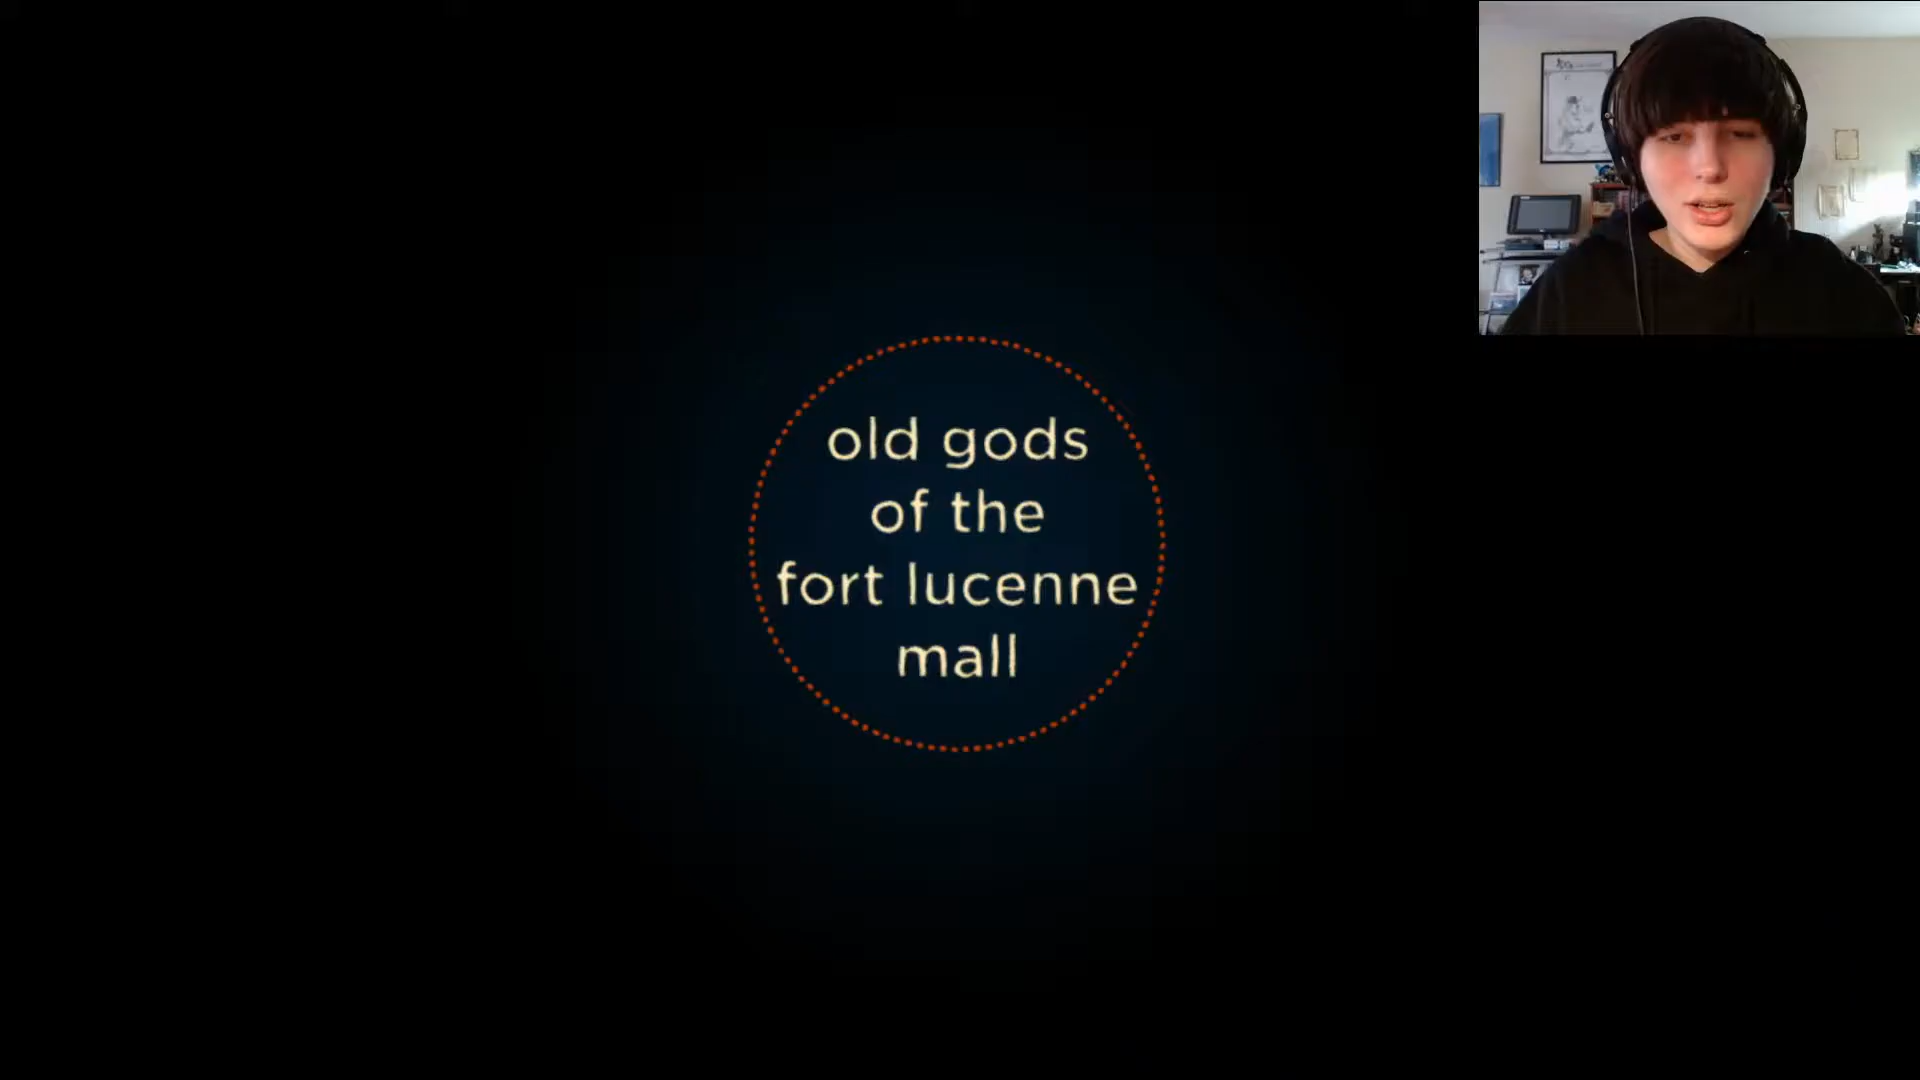 old gods
of the
fort lucenne
mall